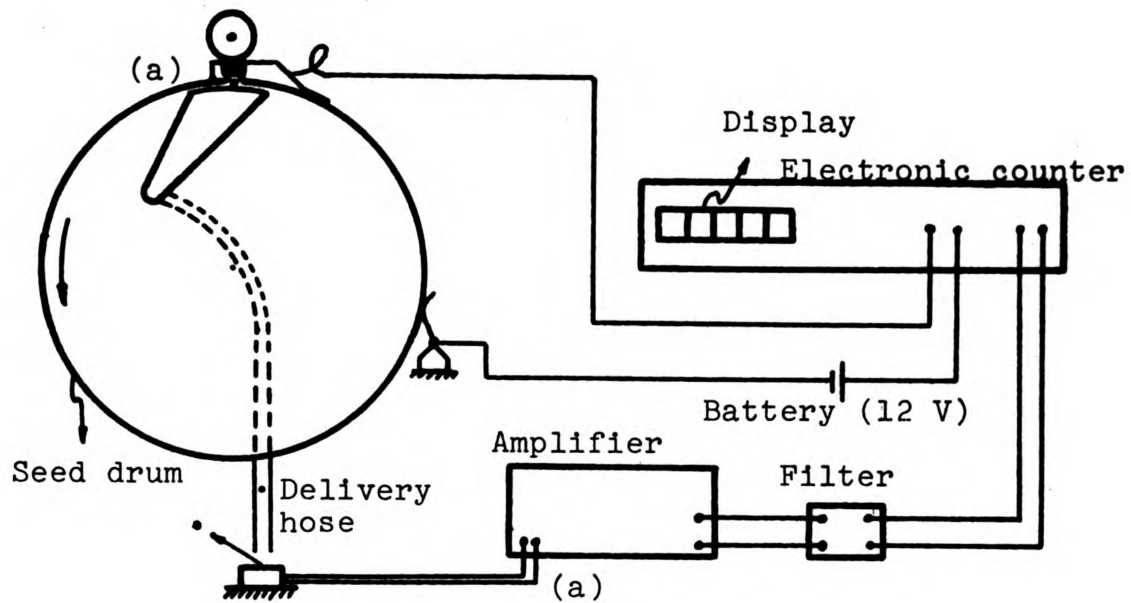 (a)
Display
Electronic counter
Battery (12 V)
Amplifier
Filter
Seed drum
Delivery
hose
(a)